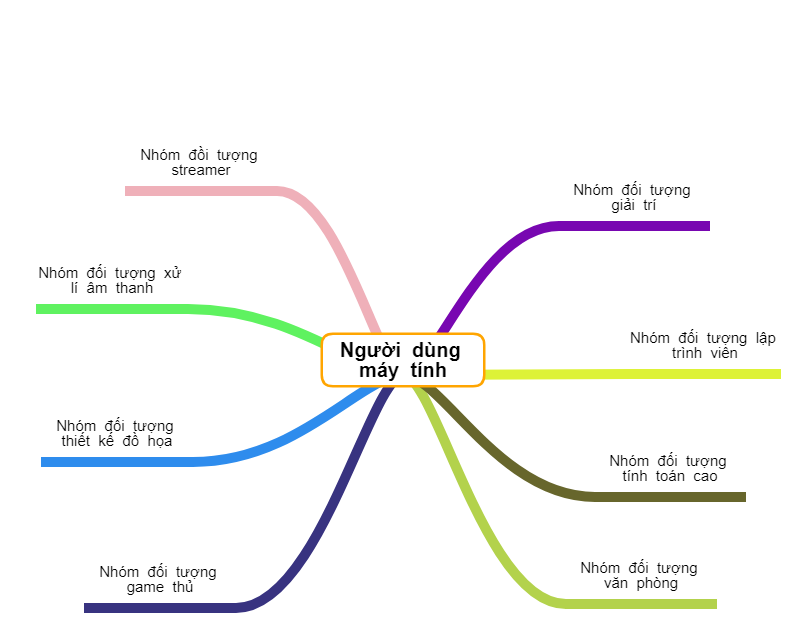 Nhóm đồi tượng
streamer
Nhóm đối tượng
giải trí
Nhóm đối tượng xử
lí âm thanh
Người dùng
máy tính
Nhóm đối tượng lập
trình viên
Nhóm đối tượng
thiết kế đồ họa
Nhóm đối tượng
tính toán cao
Nhóm đối tượng
game thủ
Nhóm đối tượng
văn phòng